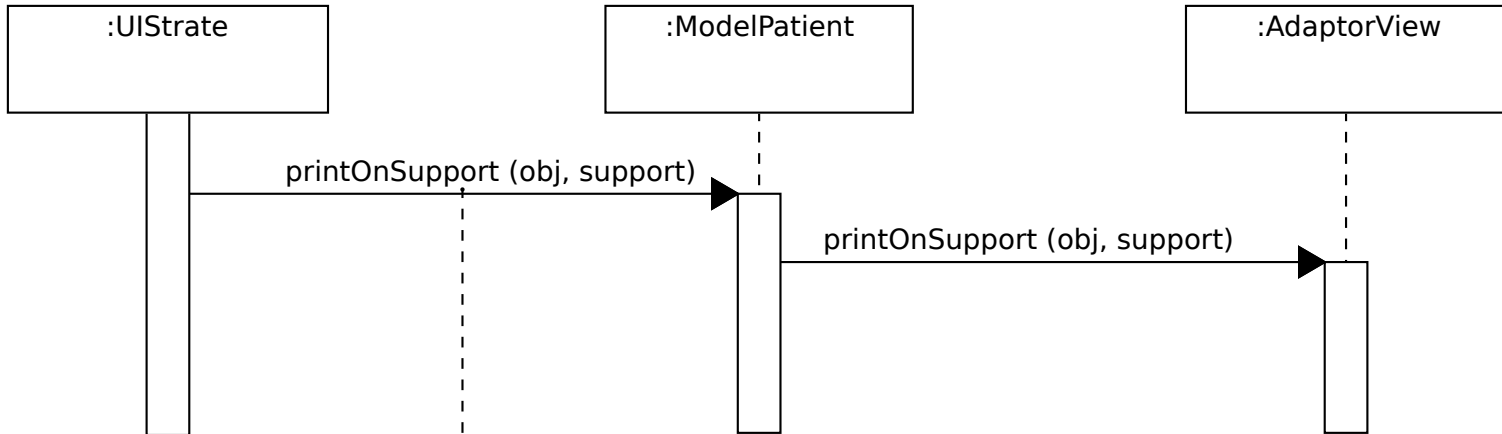 :UIStrate
:ModelPatient
:AdaptorView
printOnSupport (obj, support)
printOnSupport (obj, support)